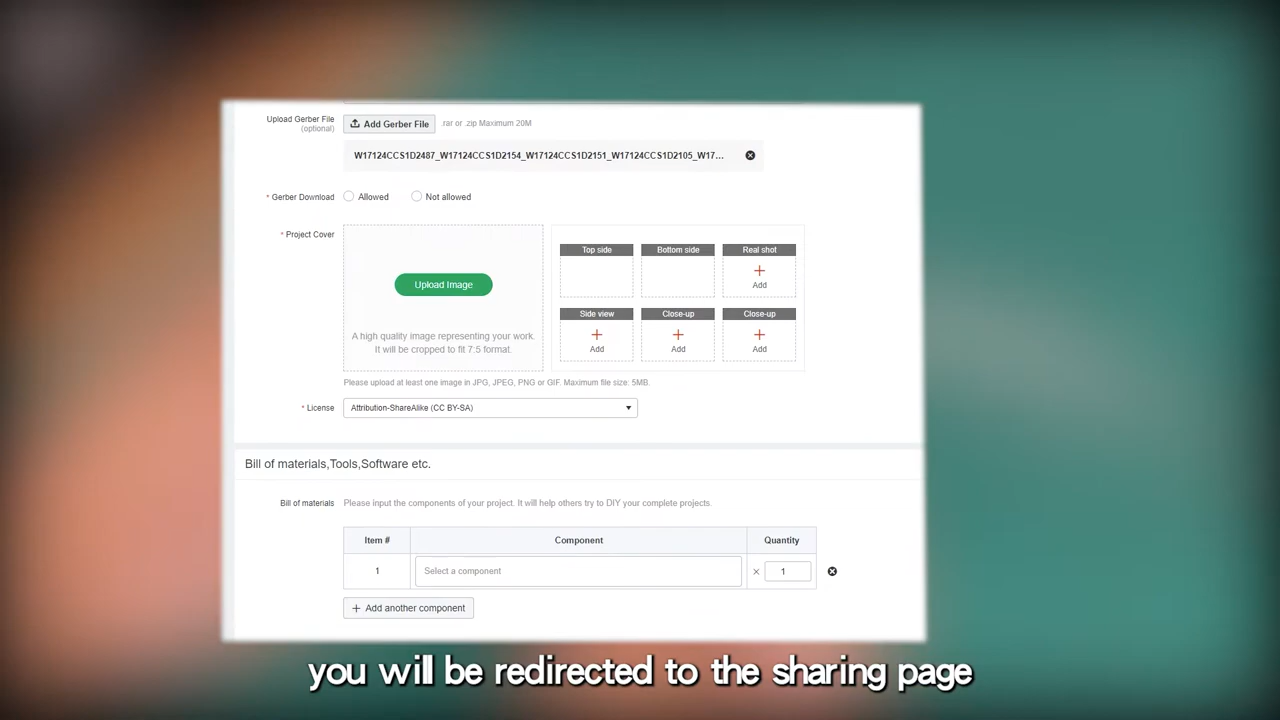 Upload Gerber File
(optional)
Add Gerber File
.rar or .zip Maximum 20M
W17124CCS1D2487_W17124CCS1D2154_W17124CCS1D2151_W17124CCS1D2105_W17...
* Gerber Download
Allowed
Not allowed
* Project Cover
Upload Image
A high quality image representing your work.
It will be cropped to fit 7:5 format.
Top side
Bottom side
Real shot
+
Add
Side view
Close-up
Close-up
+
+
+
Add
Add
Add
Please upload at least one image in JPG, JPEG, PNG or GIF. Maximum file size: 5MB.
* License
Attribution-ShareAlike (CC BY-SA)
Bill of materials,Tools,Software etc.
Bill of materials
Please input the components of your project. It will help others try to DIY your complete projects.
Item #
Component
Quantity
1
Select a component
× 1
+ Add another component
you will be redirected to the sharing page